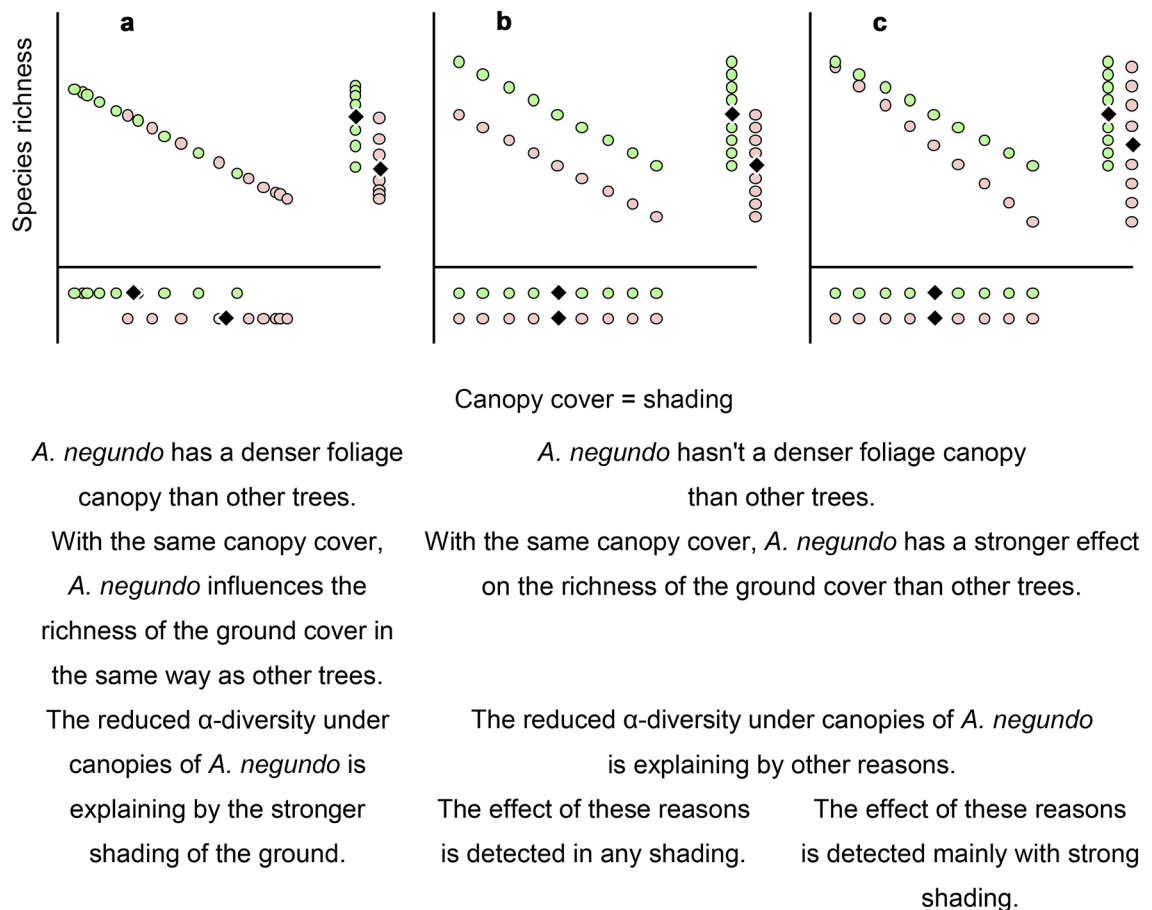 a
b
c
Species richness
Canopy cover = shading
A. negundo has a denser foliage
canopy than other trees.
With the same canopy cover,
A. negundo influences the
richness of the ground cover in
the same way as other trees.
The reduced α-diversity under
canopies of A. negundo is
explaining by the stronger
shading of the ground.
A. negundo hasn't a denser foliage canopy
than other trees.
With the same canopy cover, A. negundo has a stronger effect
on the richness of the ground cover than other trees.
The reduced α-diversity under canopies of A. negundo
is explaining by other reasons.
The effect of these reasons
is detected in any shading.
The effect of these reasons
is detected mainly with strong
shading.